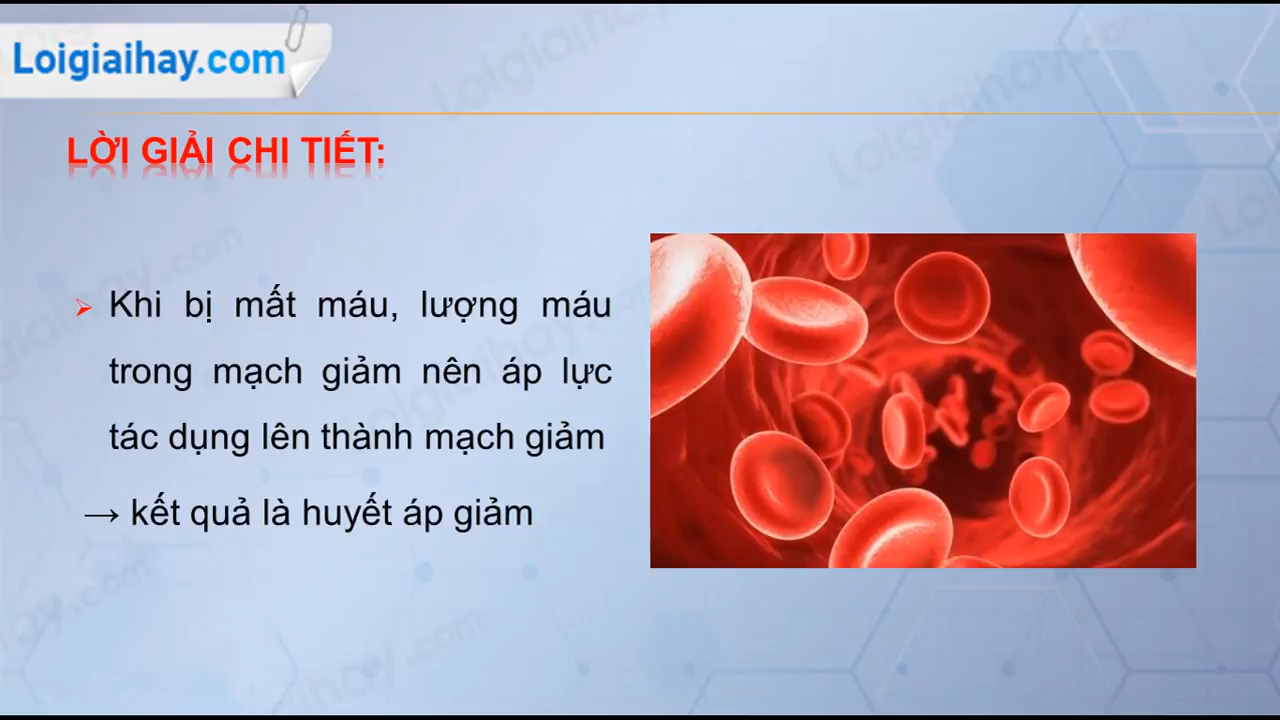 Loigiaihay.com
LỜI GIẢI CHI TIẾT:
Khi bị mất máu, lượng máu
trong mạch giảm nên áp lực
tác dụng lên thành mạch giảm
→ kết quả là huyết áp giảm